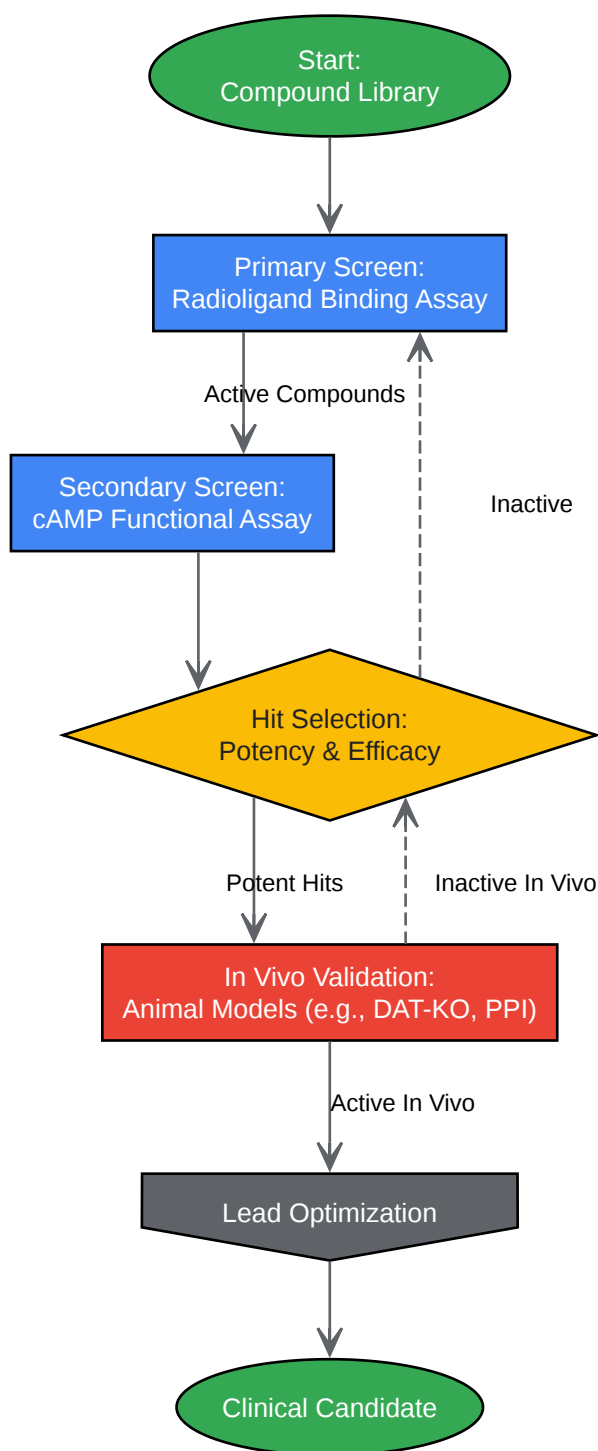 Start:
Compound Library
Primary Screen:
Radioligand Binding Assay
Active Compounds
Secondary Screen:
cAMP Functional Assay
Inactive
Hit Selection:
Potency & Efficacy
Potent Hits
Inactive In Vivo
In Vivo Validation:
Animal Models (e.g., DAT-KO, PPI)
Active In Vivo
Lead Optimization
Clinical Candidate